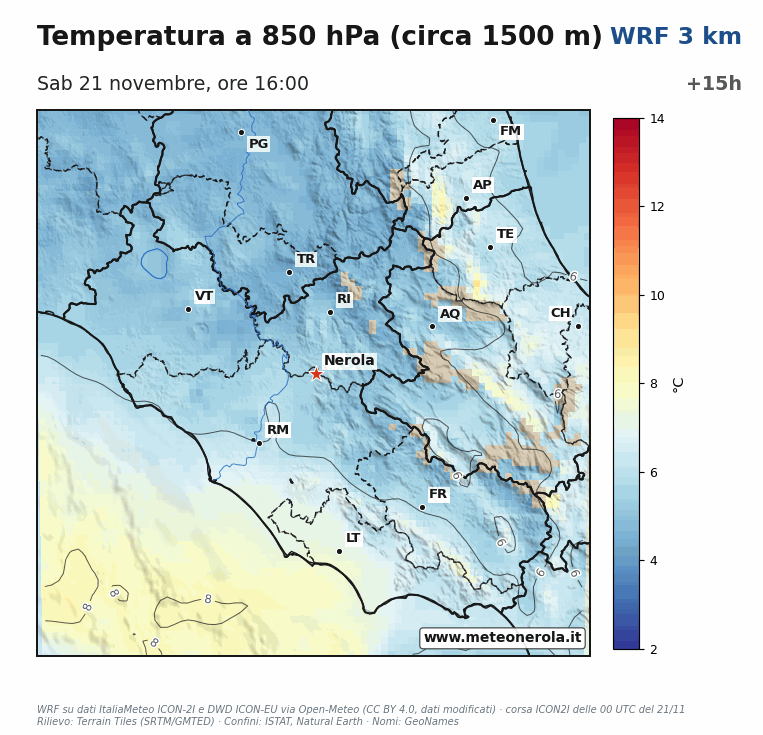 Temperatura a 850 hPa (circa 1500 m) WRF 3 km
Sab 21 novembre, ore 16:00 +15h
FM
PG
AP
TE
TR
VT
RI
AQ
CH
Nerola
RM
FR
LT
6
6
6
6
6
6
8
8
8
8
www.meteonerola.it
14
12
10
8
6
4
2
°C
WRF su dati ItaliaMeteo ICON-2I e DWD ICON-EU via Open-Meteo (CC BY 4.0, dati modificati) · corsa ICON2I delle 00 UTC del 21/11
Rilievo: Terrain Tiles (SRTM/GMTED) · Confini: ISTAT, Natural Earth · Nomi: GeoNames